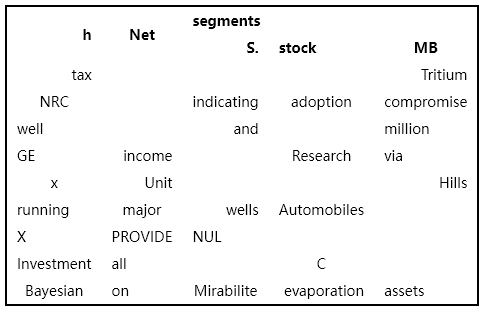 segments
h Net S. stock MB
tax Tritium
NRC indicating adoption compromise
well and million
GE income Research via
x Unit Hills
running major wells Automobiles
X PROVIDE NUL
Investment all C
Bayesian on Mirabilite evaporation assets